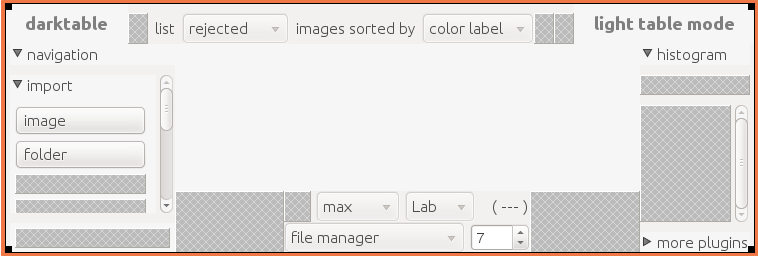 darktable list rejected images sorted by color label light table mode
navigation
histogram
import
image
folder
max Lab ( --- )
file manager 7
more plugins